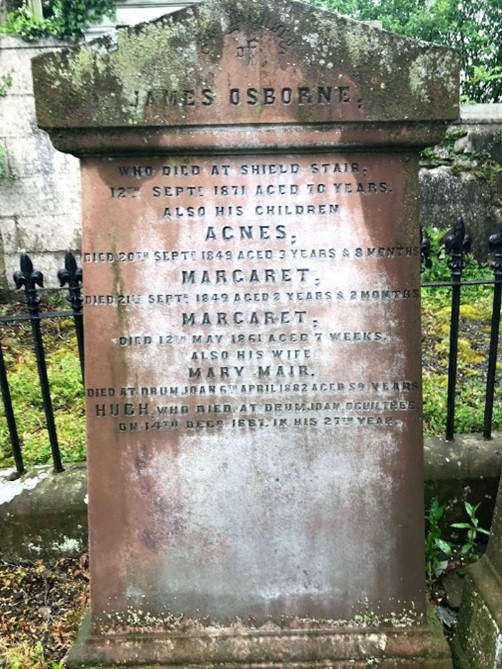 OF
JAMES OSBORNE,
WHO DIED AT SHIELD STAIR,
12TH SEPTR 1871 AGED 70 YEARS.
ALSO HIS CHILDREN
AGNES,
DIED 20TH SEPTR 1849 AGED 3 YEARS & 8 MONTHS
MARGARET,
DIED 21ST SEPTR 1849 AGED 2 YEARS & 2 MONTHS
MARGARET,
DIED 12TH MAY 1861 AGED 7 WEEKS,
ALSO HIS WIFE
MARY MAIR,
DIED AT DRUMJOAN 6TH APRIL 1882 AGED 59 YEARS
HUGH, WHO DIED AT DRUMJOAN, OCHILTREE,
ON 14TH DECR 1887, IN HIS 27TH YEAR.